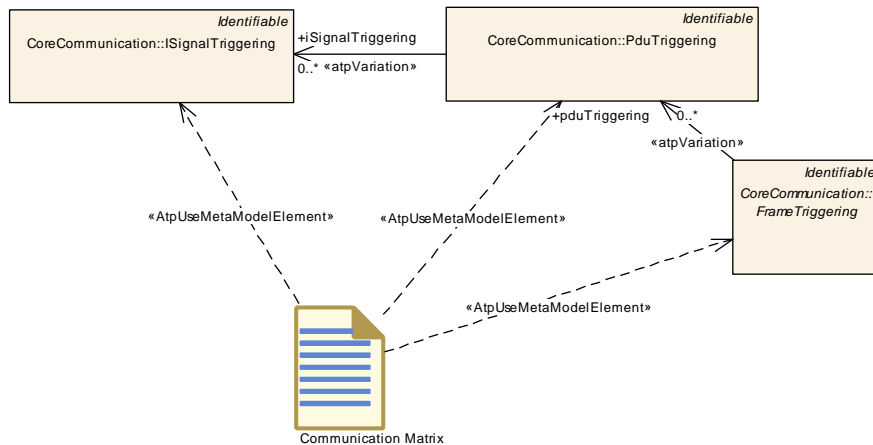 Identifiable
CoreCommunication::ISignalTriggering
+iSignalTriggering
0..* «atpVariation»
Identifiable
CoreCommunication::PduTriggering
+pduTriggering
0..*
«atpVariation»
Identifiable
CoreCommunication::
FrameTriggering
«AtpUseMetaModelElement»
«AtpUseMetaModelElement»
«AtpUseMetaModelElement»
Communication Matrix